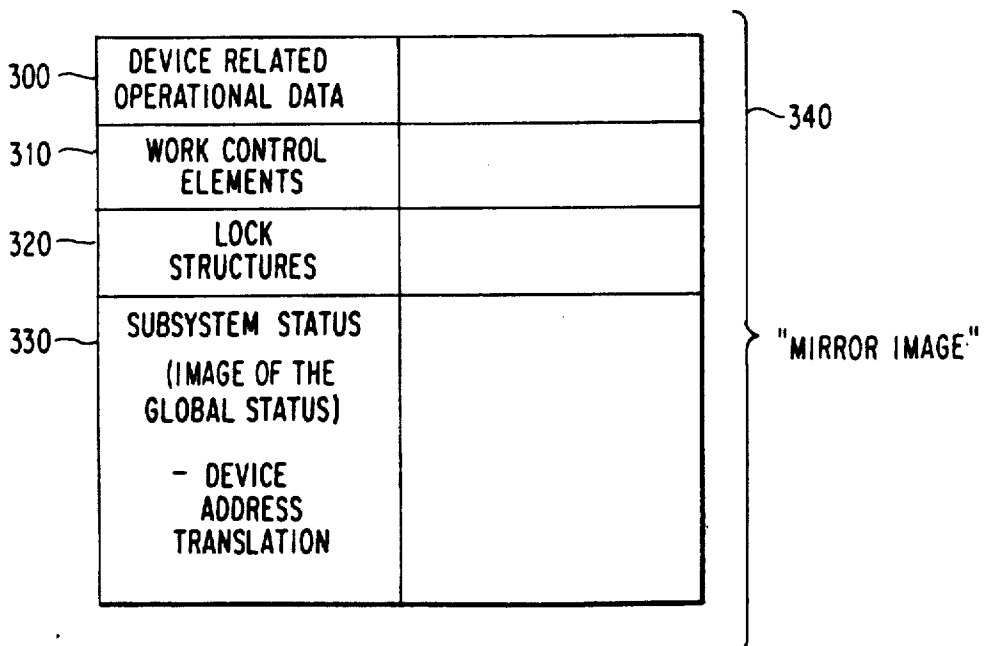 300
DEVICE RELATED
OPERATIONAL DATA
340
310
WORK CONTROL
ELEMENTS
320
LOCK
STRUCTURES
330
SUBSYSTEM STATUS
(IMAGE OF THE
GLOBAL STATUS)
"MIRROR IMAGE"
- DEVICE
ADDRESS
TRANSLATION